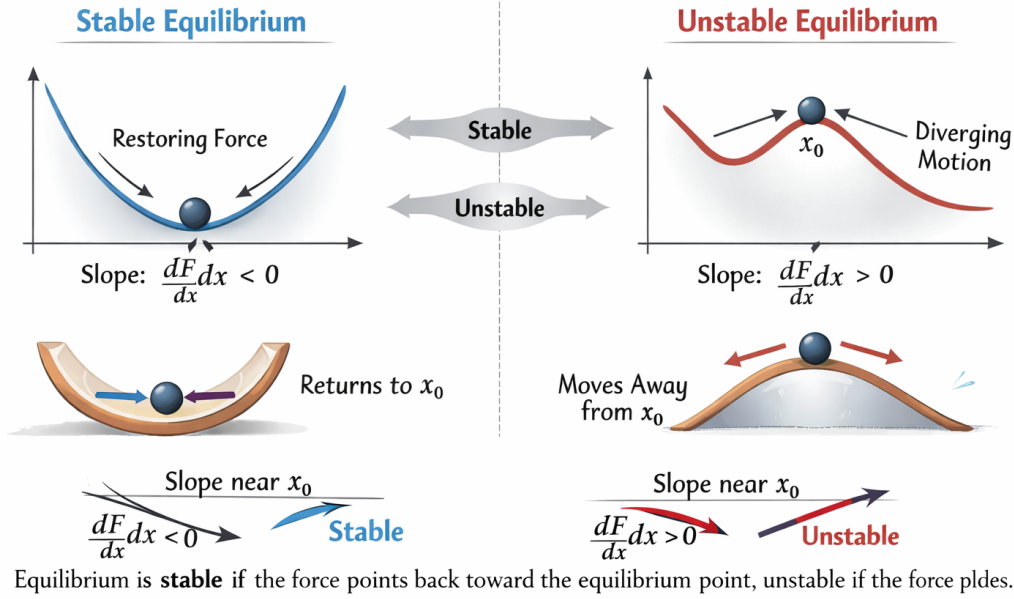 Stable Equilibrium
Unstable Equilibrium
Restoring Force
Stable
Unstable
x₀
Diverging
Motion
Slope: dF/dx dx < 0
Slope: dF/dx dx > 0
Returns to x₀
Moves Away
from x₀
Slope near x₀
dF/dx dx < 0
Stable
Slope near x₀
dF/dx dx > 0
Unstable
Equilibrium is stable if the force points back toward the equilibrium point, unstable if the force pldes.